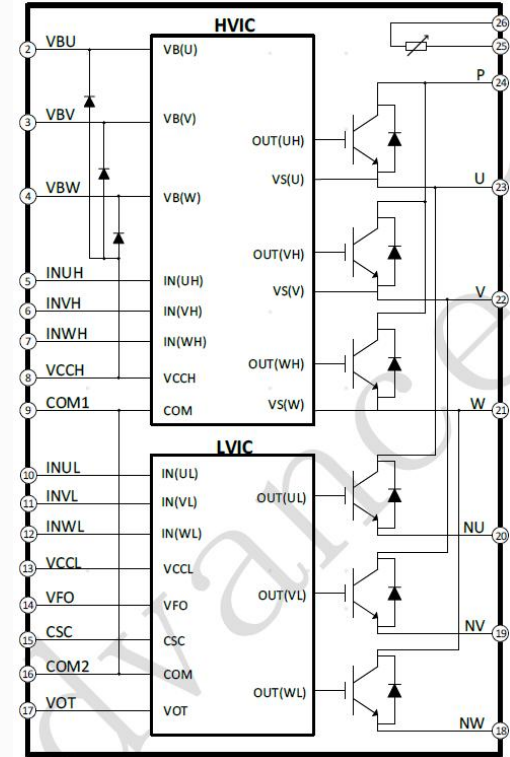 HVIC
26
25
2 VBU VB(U)
P 24
3 VBV VB(V)
OUT(UH)
VS(U) U 23
4 VBW VB(W)
OUT(VH)
5 INUH IN(UH)
VS(V) V 22
6 INVH IN(VH)
7 INWH IN(WH)
OUT(WH)
8 VCCH VCCH
9 COM1 COM VS(W) W 21
LVIC
10 INUL IN(UL)
OUT(UL)
11 INVL IN(VL)
12 INWL IN(WL)
NU 20
13 VCCL VCCL
OUT(VL)
14 VFO VFO
NV 19
15 CSC CSC
16 COM2 COM
OUT(WL)
17 VOT VOT
NW 18
dvance